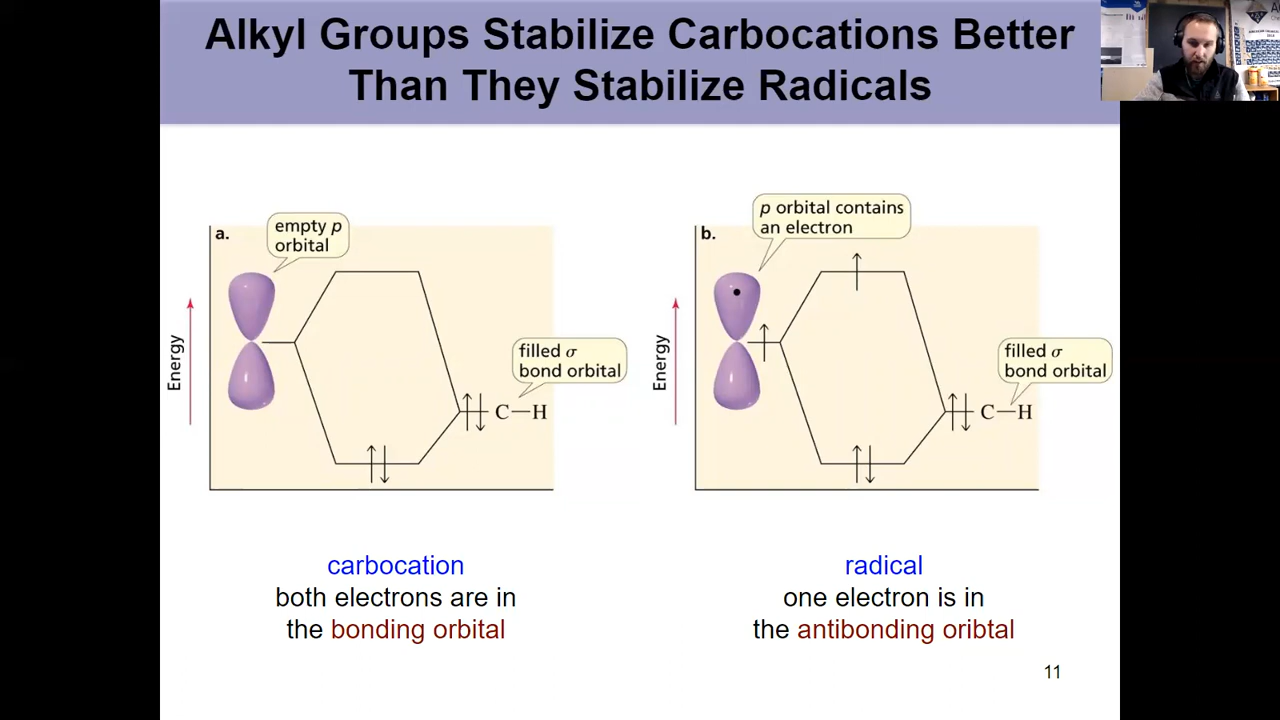 Alkyl Groups Stabilize Carbocations Better
Than They Stabilize Radicals
a.
empty p
orbital
Energy
filled σ
bond orbital
C—H
b.
p orbital contains
an electron
Energy
filled σ
bond orbital
C—H
carbocation
both electrons are in
the bonding orbital
radical
one electron is in
the antibonding oribtal
11